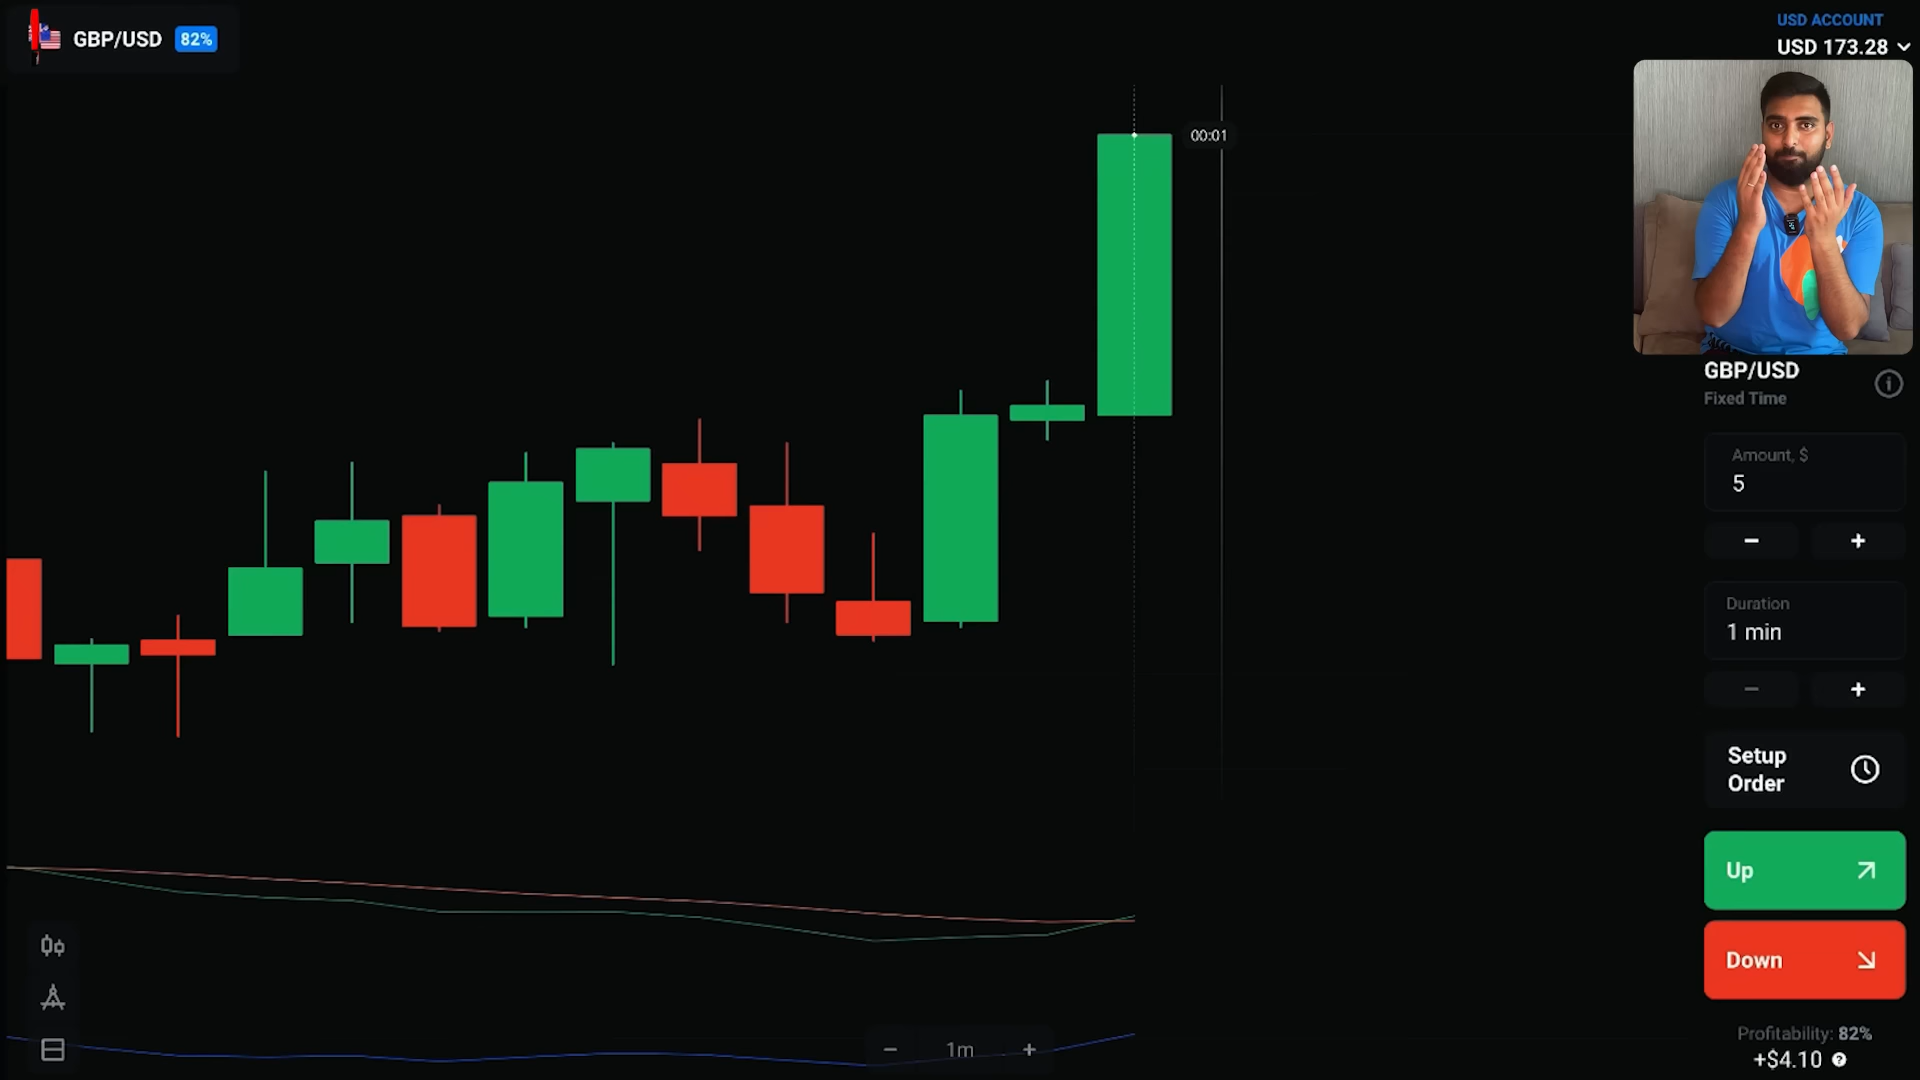 GBP/USD 82%
USD ACCOUNT
USD 173.28
00:01
GBP/USD
Fixed Time
Amount, $
5
Duration
1 min
Setup
Order
Up
Down
Profitability: 82%
+$4.10
1m